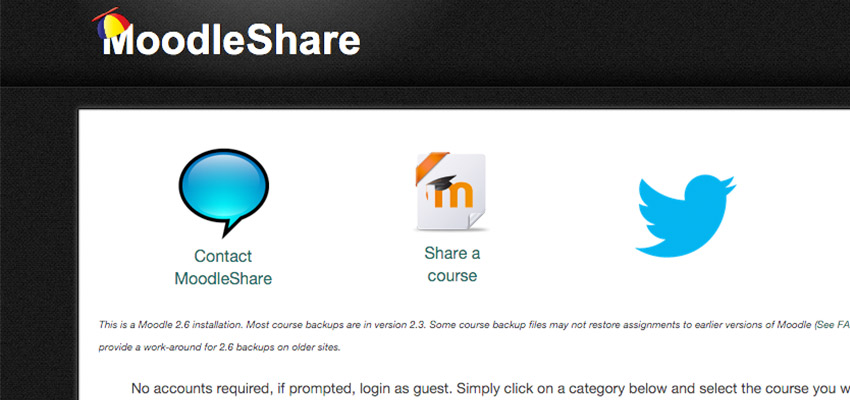 MoodleShare
m
Contact
MoodleShare
Share a
course
This is a Moodle 2.6 installation. Most course backups are in version 2.3. Some course backup files may not restore assignments to earlier versions of Moodle (See FA
provide a work-around for 2.6 backups on older sites.
No accounts required, if prompted, login as guest. Simply click on a category below and select the course you w